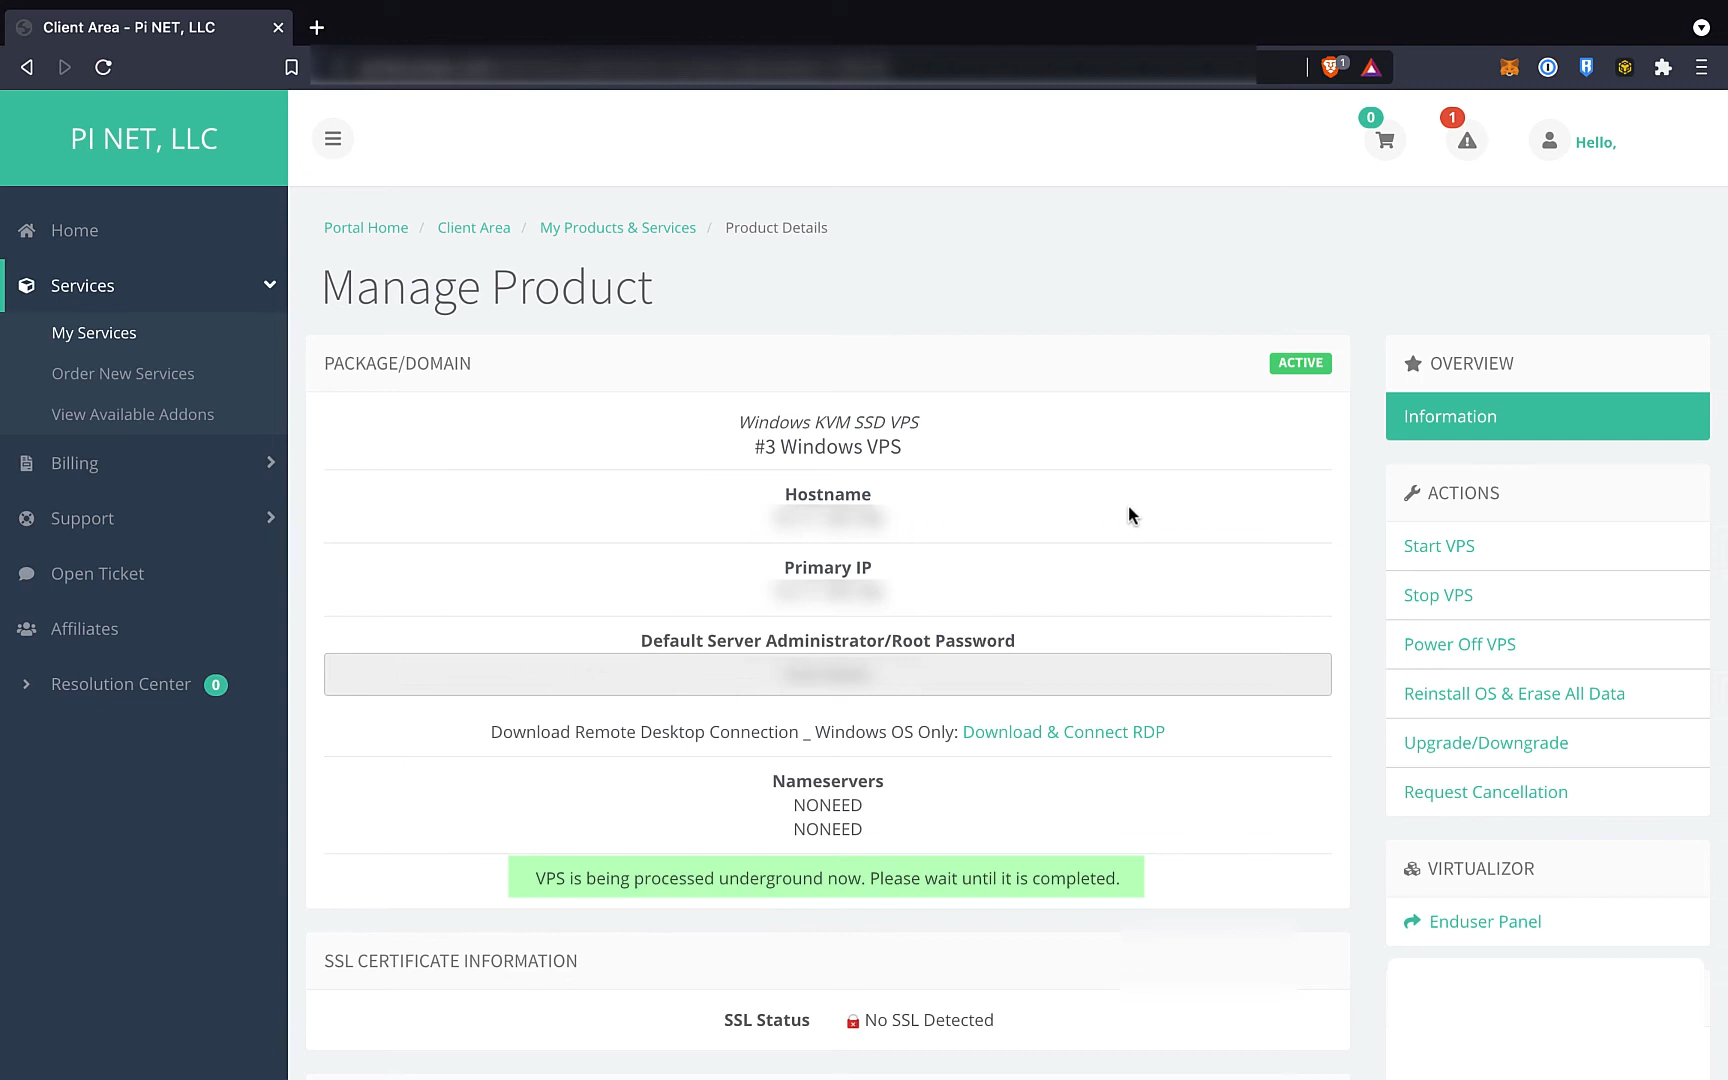 Client Area - Pi NET, LLC
1
PI NET, LLC
0
1
Hello,
Home
Services
My Services
Order New Services
View Available Addons
Billing
Support
Open Ticket
Affiliates
Resolution Center 0
Portal Home / Client Area / My Products & Services / Product Details
Manage Product
PACKAGE/DOMAIN
ACTIVE
Windows KVM SSD VPS
#3 Windows VPS
Hostname
Primary IP
Default Server Administrator/Root Password
Download Remote Desktop Connection _ Windows OS Only: Download & Connect RDP
Nameservers
NONEED
NONEED
VPS is being processed underground now. Please wait until it is completed.
SSL CERTIFICATE INFORMATION
SSL Status No SSL Detected
OVERVIEW
Information
ACTIONS
Start VPS
Stop VPS
Power Off VPS
Reinstall OS & Erase All Data
Upgrade/Downgrade
Request Cancellation
VIRTUALIZOR
Enduser Panel